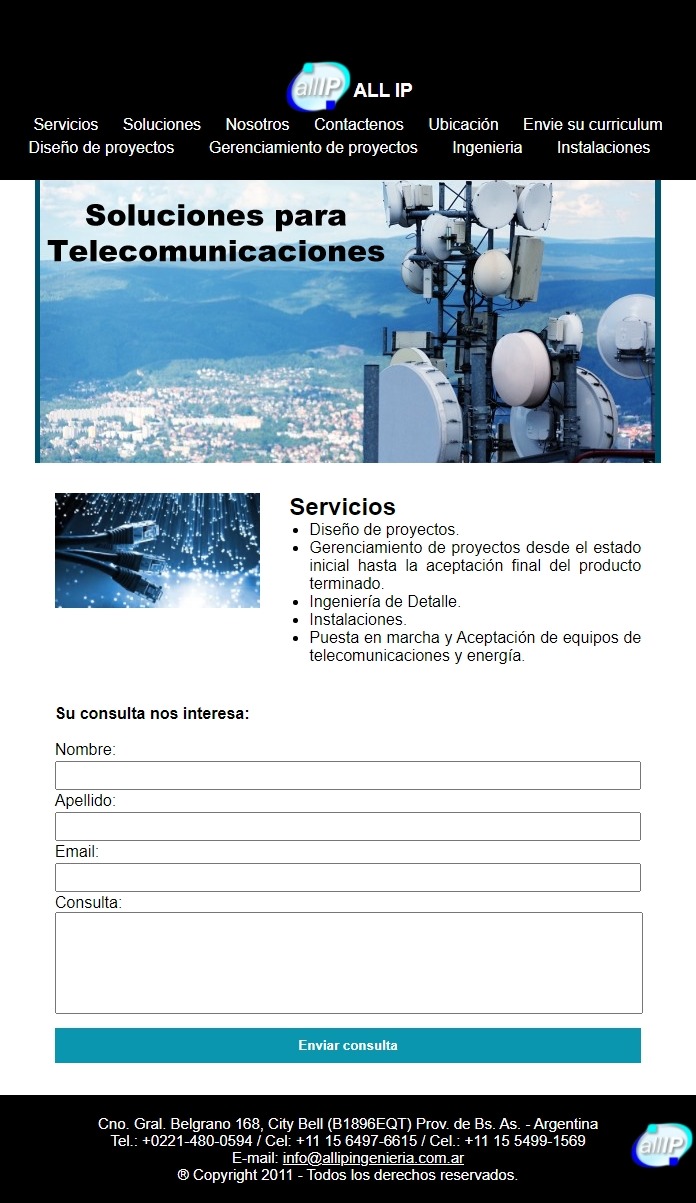 allIP ALL IP
Servicios Soluciones Nosotros Contactenos Ubicación Envie su curriculum
Diseño de proyectos Gerenciamiento de proyectos Ingenieria Instalaciones
Soluciones para
Telecomunicaciones
Servicios
• Diseño de proyectos.
• Gerenciamiento de proyectos desde el estado
inicial hasta la aceptación final del producto
terminado.
• Ingeniería de Detalle.
• Instalaciones.
• Puesta en marcha y Aceptación de equipos de
telecomunicaciones y energía.
Su consulta nos interesa:
Nombre:
Apellido:
Email:
Consulta:
Enviar consulta
Cno. Gral. Belgrano 168, City Bell (B1896EQT) Prov. de Bs. As. - Argentina
Tel.: +0221-480-0594 / Cel: +11 15 6497-6615 / Cel.: +11 15 5499-1569
E-mail: info@allipingenieria.com.ar
® Copyright 2011 - Todos los derechos reservados.
allIP